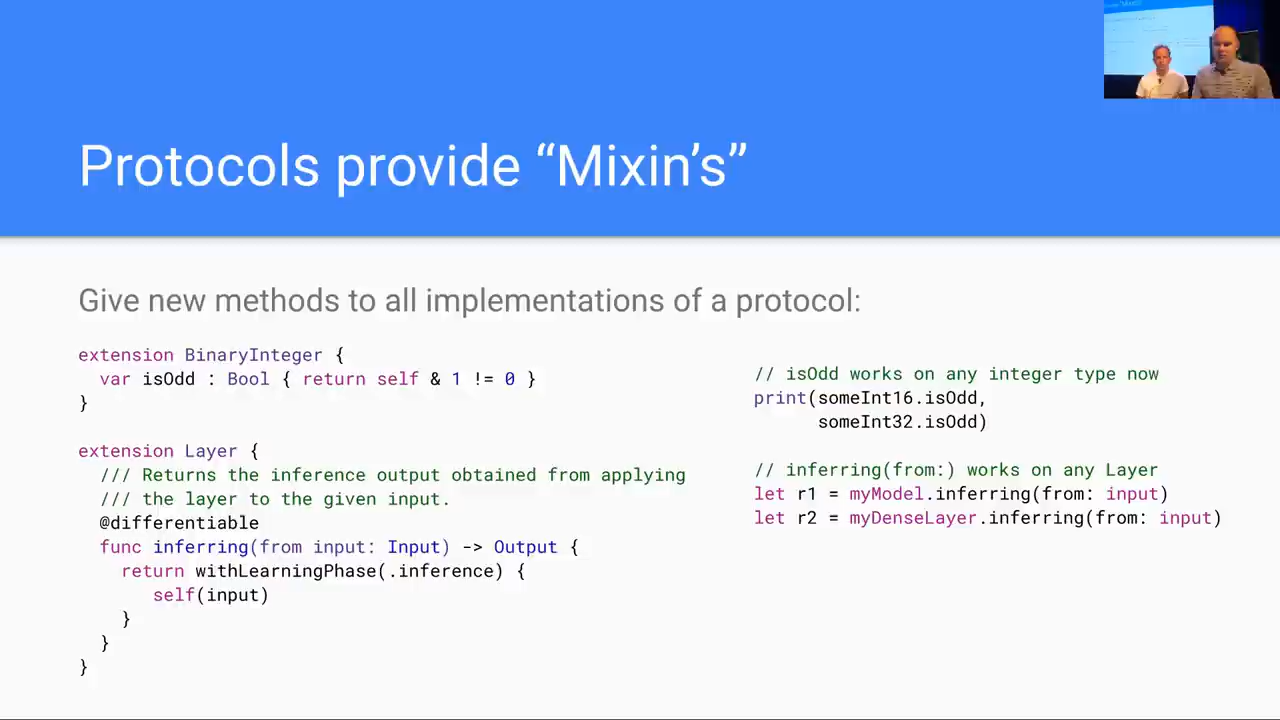 Protocols provide “Mixin’s”
Give new methods to all implementations of a protocol:
extension BinaryInteger {
  var isOdd : Bool { return self & 1 != 0 }
}
extension Layer {
  /// Returns the inference output obtained from applying
  /// the layer to the given input.
  @differentiable
  func inferring(from input: Input) -> Output {
    return withLearningPhase(.inference) {
       self(input)
    }
  }
}
// isOdd works on any integer type now
print(someInt16.isOdd,
      someInt32.isOdd)
// inferring(from:) works on any Layer
let r1 = myModel.inferring(from: input)
let r2 = myDenseLayer.inferring(from: input)